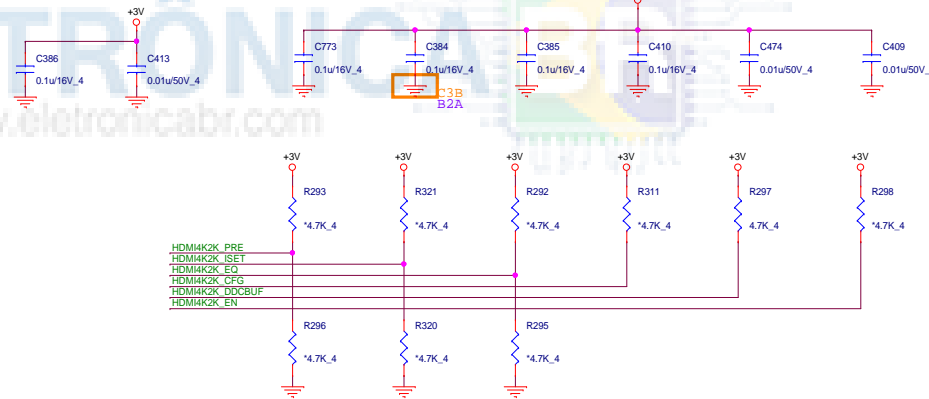 +3V
C386
0.1u/16V_4
C413
0.01u/50V_4
C773
0.1u/16V_4
C384
0.1u/16V_4
C385
0.1u/16V_4
C410
0.1u/16V_4
C474
0.01u/50V_4
C409
0.01u/50V_
C3B
B2A
TRÔNICA BR
.eletronicabr.com
+3V
+3V
+3V
+3V
+3V
+3V
R293
*4.7K_4
R321
*4.7K_4
R292
*4.7K_4
R311
*4.7K_4
R297
4.7K_4
R298
*4.7K_4
HDMI4K2K_PRE
HDMI4K2K_ISET
HDMI4K2K_EQ
HDMI4K2K_CFG
HDMI4K2K_DDCBUF
HDMI4K2K_EN
R296
*4.7K_4
R320
*4.7K_4
R295
*4.7K_4